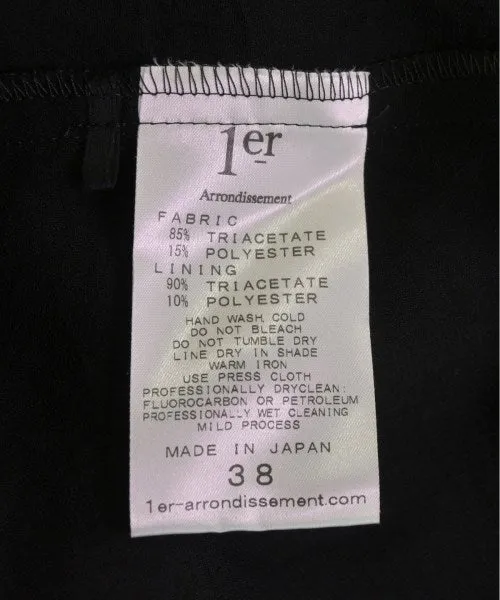 1er
Arrondissement
FABRIC
85% TRIACETATE
15% POLYESTER
LINING
90% TRIACETATE
10% POLYESTER
HAND WASH COLD
DO NOT BLEACH
DO NOT TUMBLE DRY
LINE DRY IN SHADE
WARM IRON
USE PRESS CLOTH
PROFESSIONALLY DRYCLEAN:
FLUOROCARBON OR PETROLEUM
PROFESSIONALLY WET CLEANING
MILD PROCESS
MADE IN JAPAN
38
1er-arrondissement.com